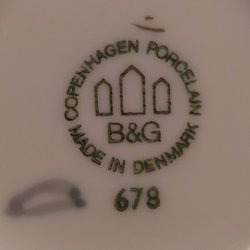 COPENHAGEN PORCELAIN
B&G
MADE IN DENMARK
678